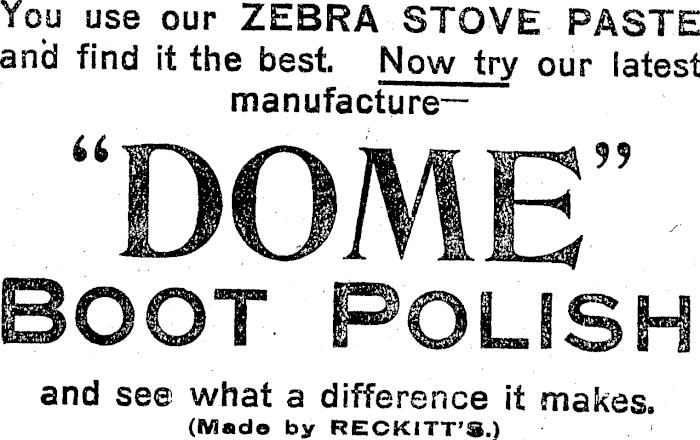 You use our ZEBRA STOVE PASTE
and find it the best. Now try our latest
manufacture—
“DOME”
BOOT POLISH
and see what a difference it makes.
(Made by RECKITT'S.)